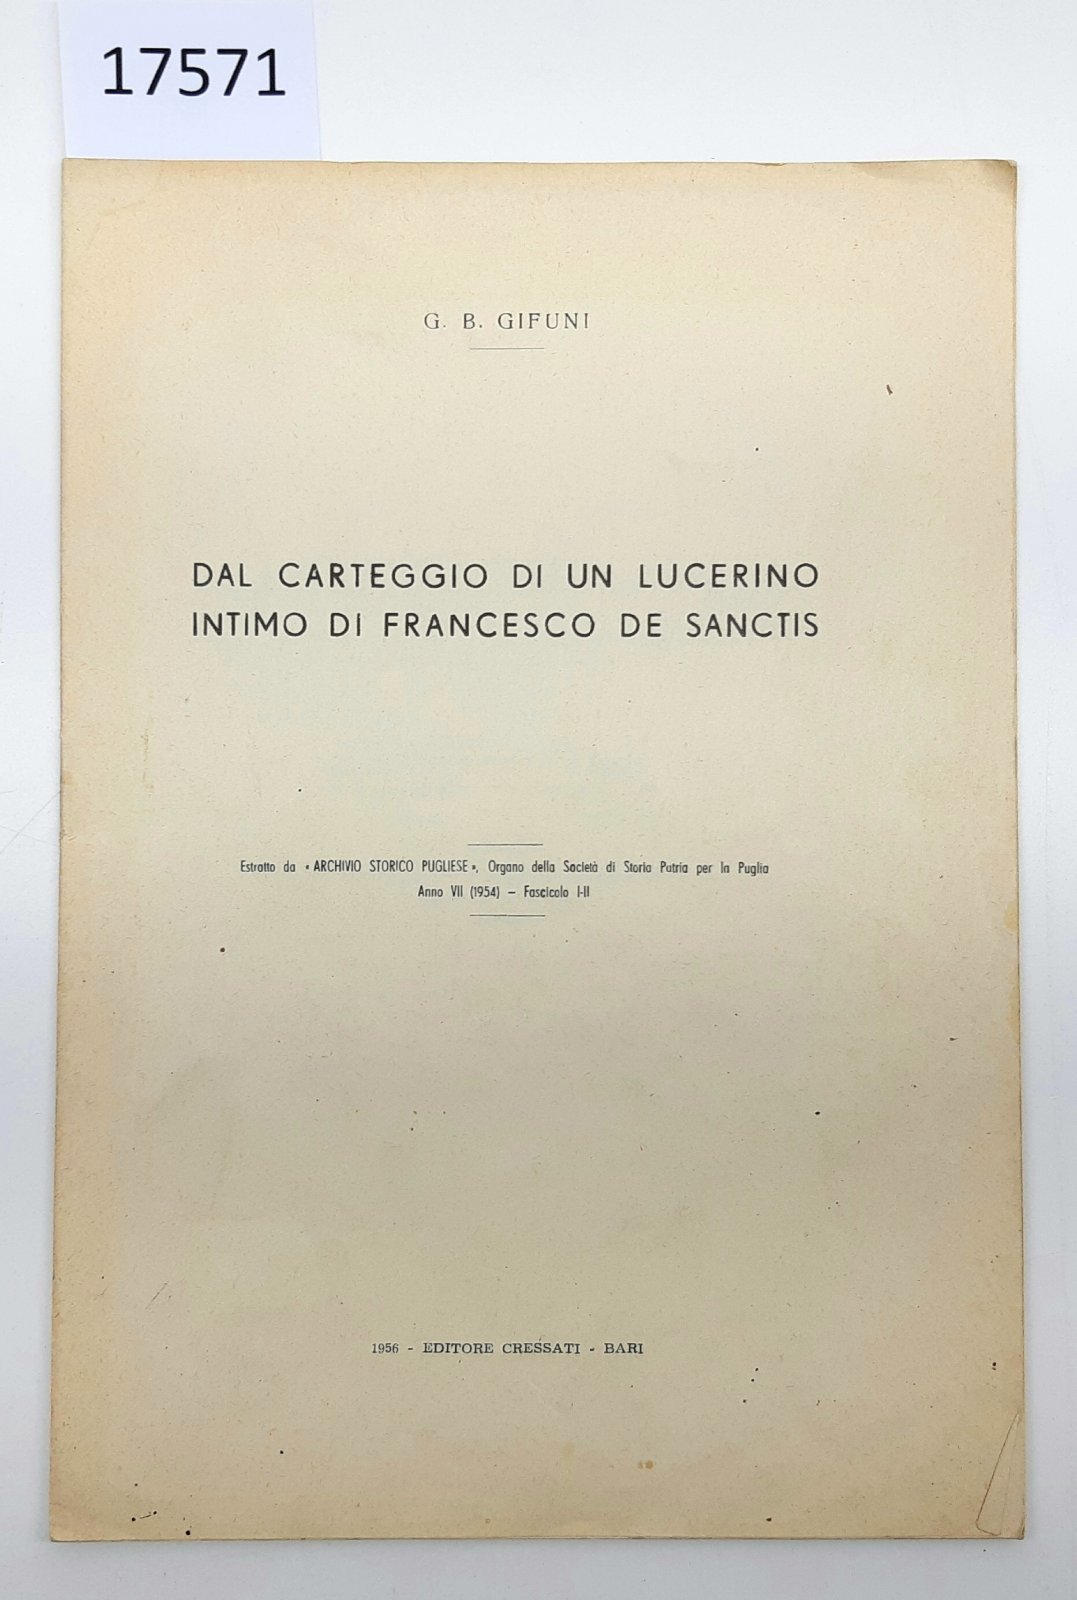 17571
G. B. GIFUNI
DAL CARTEGGIO DI UN LUCERINO
INTIMO DI FRANCESCO DE SANCTIS
Estratto da « ARCHIVIO STORICO PUGLIESE », Organo della Società di Storia Patria per la Puglia
Anno VII (1954) – Fascicolo I-II
1956 - EDITORE CRESSATI - BARI